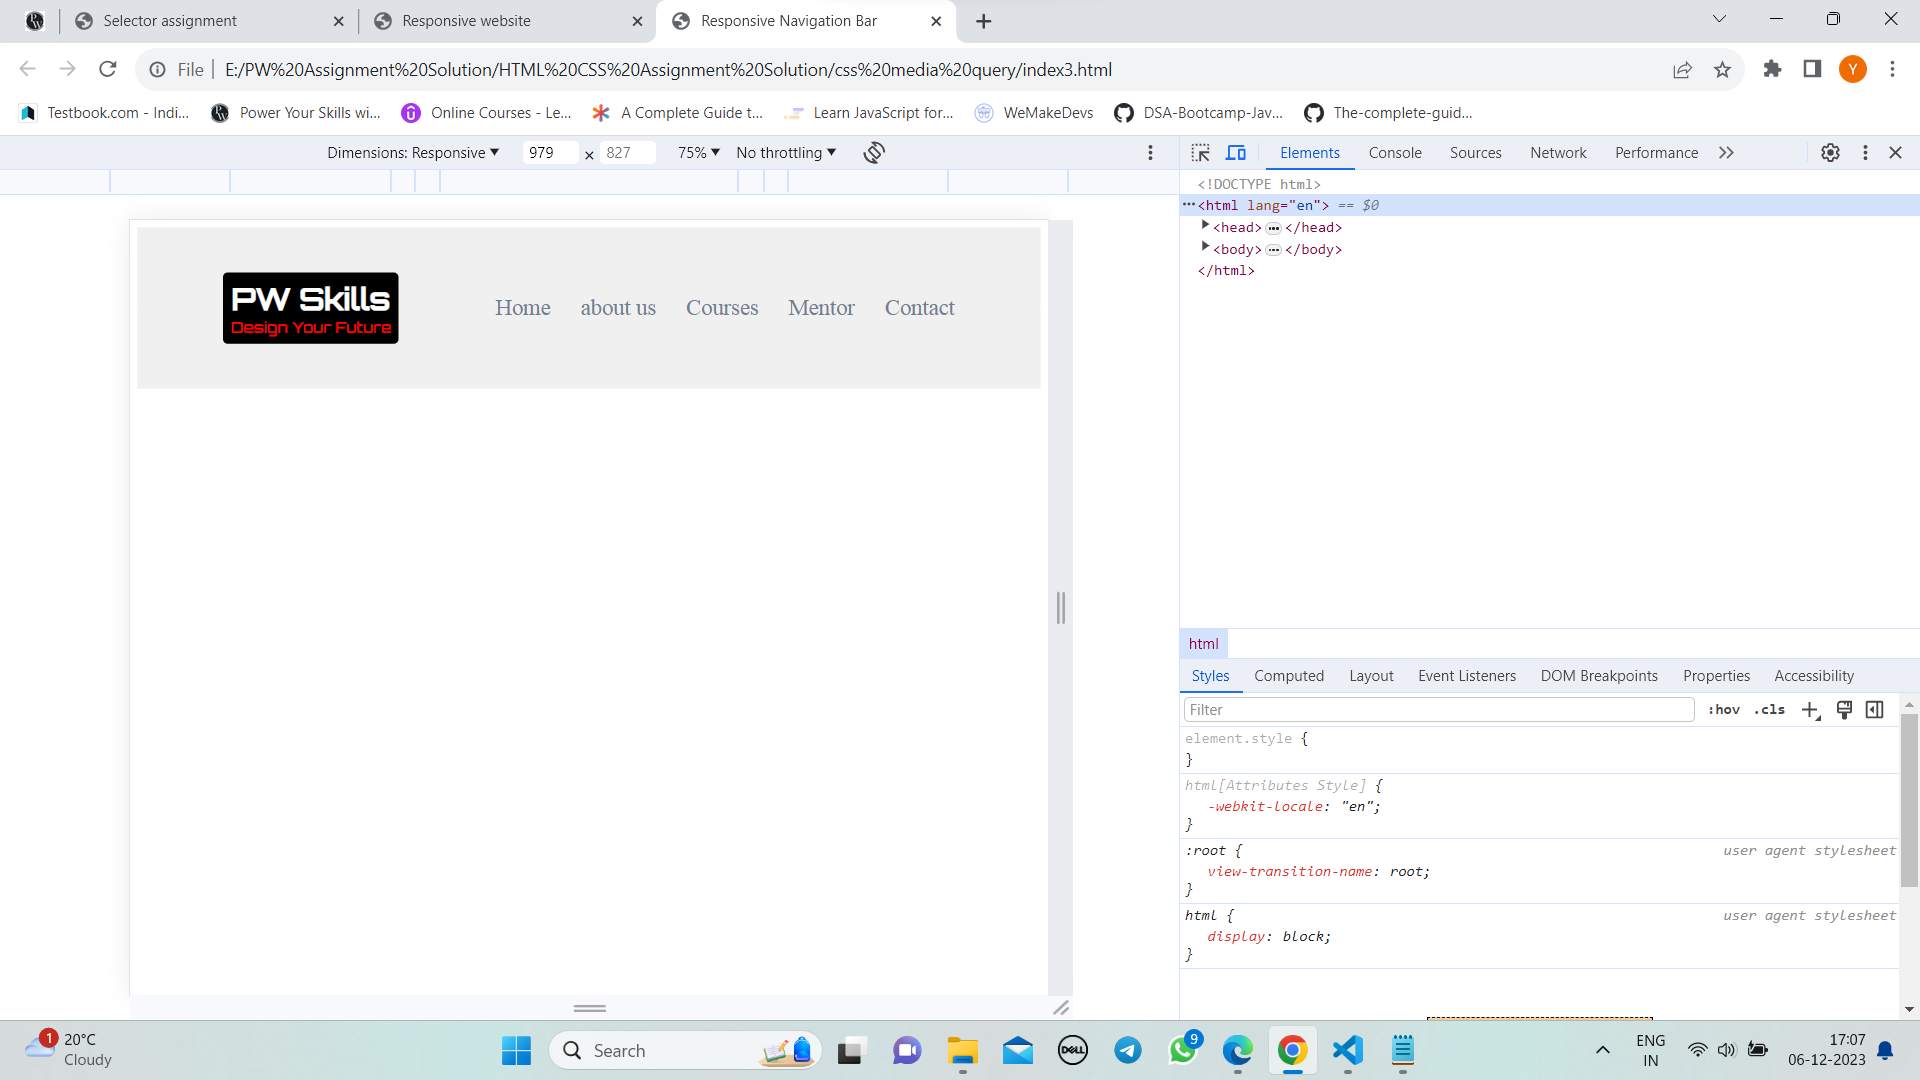 Selector assignment
Responsive website
Responsive Navigation Bar
File
E:/PW%20Assignment%20Solution/HTML%20CSS%20Assignment%20Solution/css%20media%20query/index3.html
Y
Testbook.com - Indi...
Power Your Skills wi...
Online Courses - Le...
A Complete Guide t...
Learn JavaScript for...
WeMakeDevs
DSA-Bootcamp-Jav...
The-complete-guid...
Dimensions: Responsive
979
×
827
75%
No throttling
Elements
Console
Sources
Network
Performance
PW Skills
Design Your Future
Home
about us
Courses
Mentor
Contact
<!DOCTYPE html>
<html lang="en"> == $0
<head> ••• </head>
<body> ••• </body>
</html>
html
Styles
Computed
Layout
Event Listeners
DOM Breakpoints
Properties
Accessibility
Filter
:hov
.cls
element.style {
}
html[Attributes Style] {
-webkit-locale: "en";
}
:root {
user agent stylesheet
view-transition-name: root;
}
html {
user agent stylesheet
display: block;
}
1
20°C
Cloudy
Search
DELL
9
ENG
IN
17:07
06-12-2023